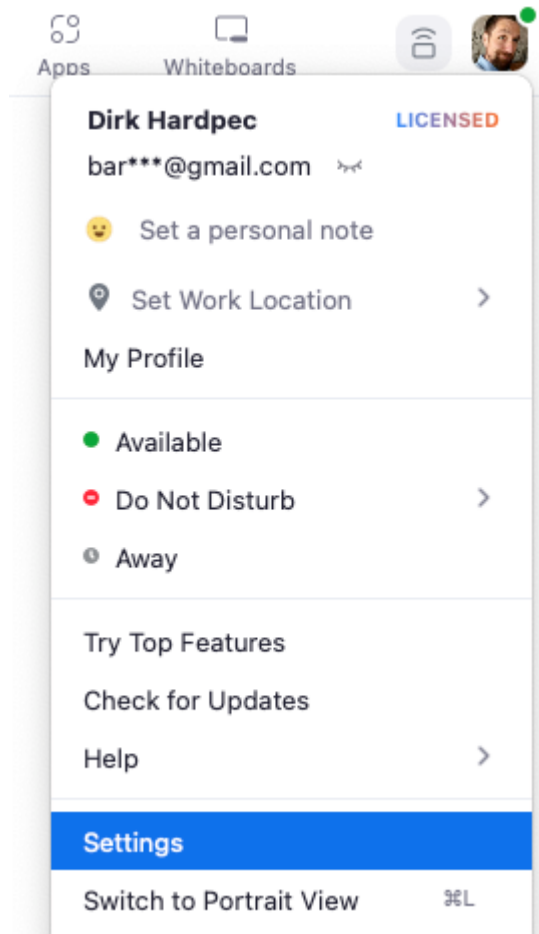 Apps Whiteboards
Dirk Hardpec LICENSED
bar***@gmail.com
Set a personal note
Set Work Location
My Profile
Available
Do Not Disturb
Away
Try Top Features
Check for Updates
Help
Settings
Switch to Portrait View ⌘L